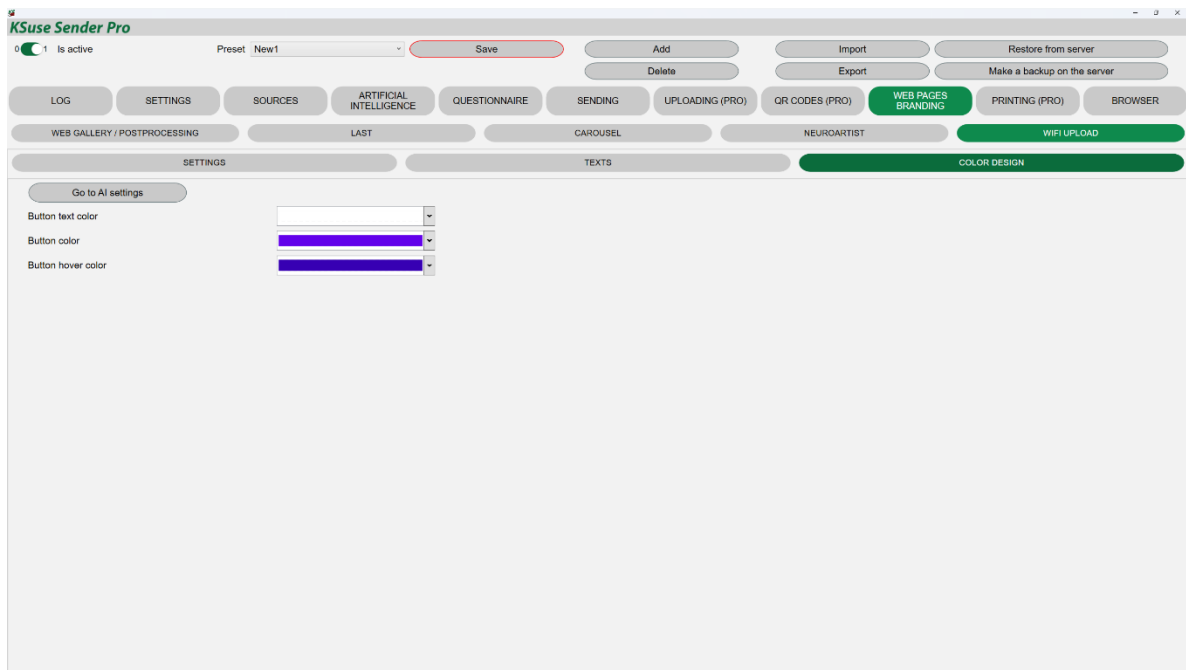 KSuse Sender Pro
0 1 Is active Preset New1 Save Add Import Restore from server
Delete Export Make a backup on the server
LOG SETTINGS SOURCES ARTIFICIAL INTELLIGENCE QUESTIONNAIRE SENDING UPLOADING (PRO) QR CODES (PRO) WEB PAGES BRANDING PRINTING (PRO) BROWSER
WEB GALLERY / POSTPROCESSING LAST CAROUSEL NEUROARTIST WIFI UPLOAD
SETTINGS TEXTS COLOR DESIGN
Go to AI settings
Button text color
Button color
Button hover color